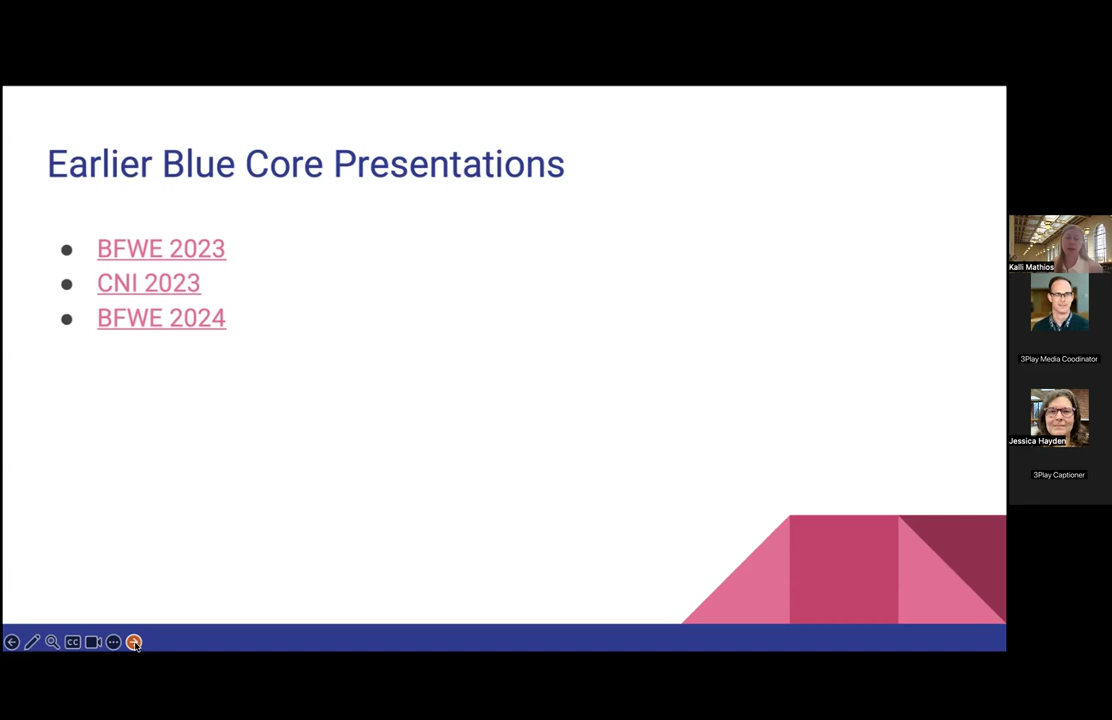 Earlier Blue Core Presentations
BFWE 2023
CNI 2023
BFWE 2024
CC
Kalli Mathios
3Play Media Coodinator
Jessica Hayden
3Play Captioner